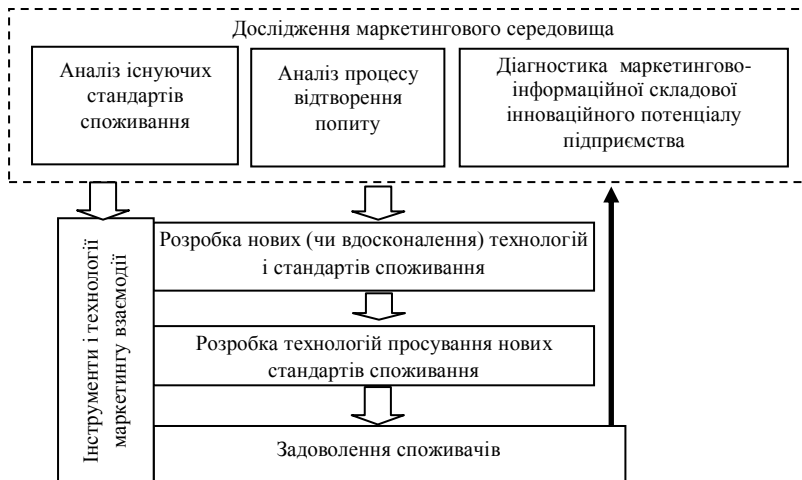 Дослідження маркетингового середовища
Аналіз існуючих
стандартів
споживання
Аналіз процесу
відтворення
попиту
Діагностика маркетингово-
інформаційної складової
інноваційного потенціалу
підприємства
Інструменти і технології
маркетингу взаємодії
Розробка нових (чи вдосконалення) технологій
і стандартів споживання
Розробка технологій просування нових
стандартів споживання
Задоволення споживачів